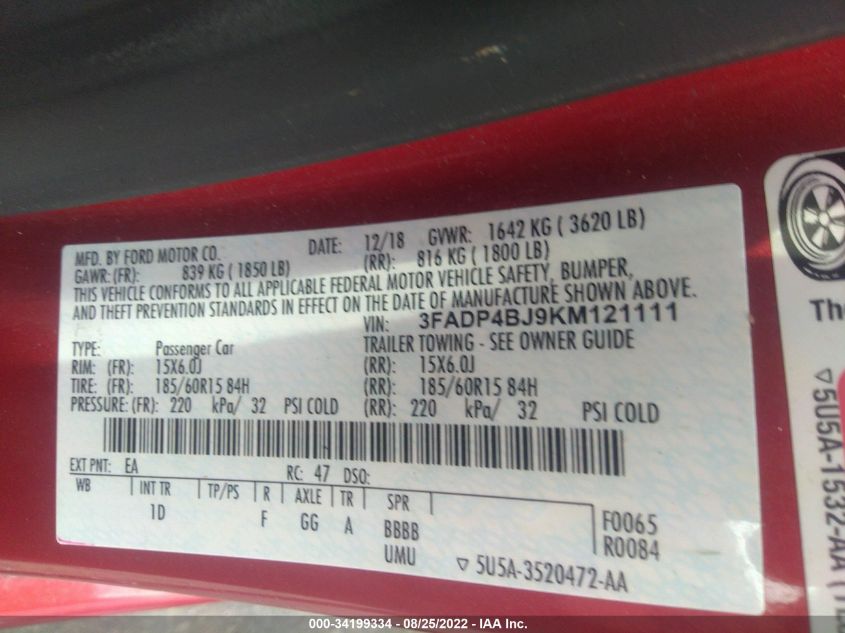 MFD. BY FORD MOTOR CO. DATE: 12/18 GVWR: 1642 KG ( 3620 LB)
GAWR: (FR): 839 KG ( 1850 LB) (RR): 816 KG ( 1800 LB)
THIS VEHICLE CONFORMS TO ALL APPLICABLE FEDERAL MOTOR VEHICLE SAFETY, BUMPER,
AND THEFT PREVENTION STANDARDS IN EFFECT ON THE DATE OF MANUFACTURE SHOWN ABOVE.
VIN: 3FADP4BJ9KM121111
TYPE: Passenger Car TRAILER TOWING - SEE OWNER GUIDE
RIM: (FR): 15X6.0J (RR): 15X6.0J
TIRE: (FR): 185/60R15 84H (RR): 185/60R15 84H
PRESSURE: (FR): 220 kPa/ 32 PSI COLD (RR): 220 kPa/ 32 PSI COLD
EXT PNT: EA RC: 47 DSO:
WB INT TR TP/PS R AXLE TR SPR
1D F GG A BBBB F0065
UMU R0084
▽ 5U5A-3520472-AA
▽5U5A-1532-AA
000-34199334 / 08/25/2022 - IAA Inc.